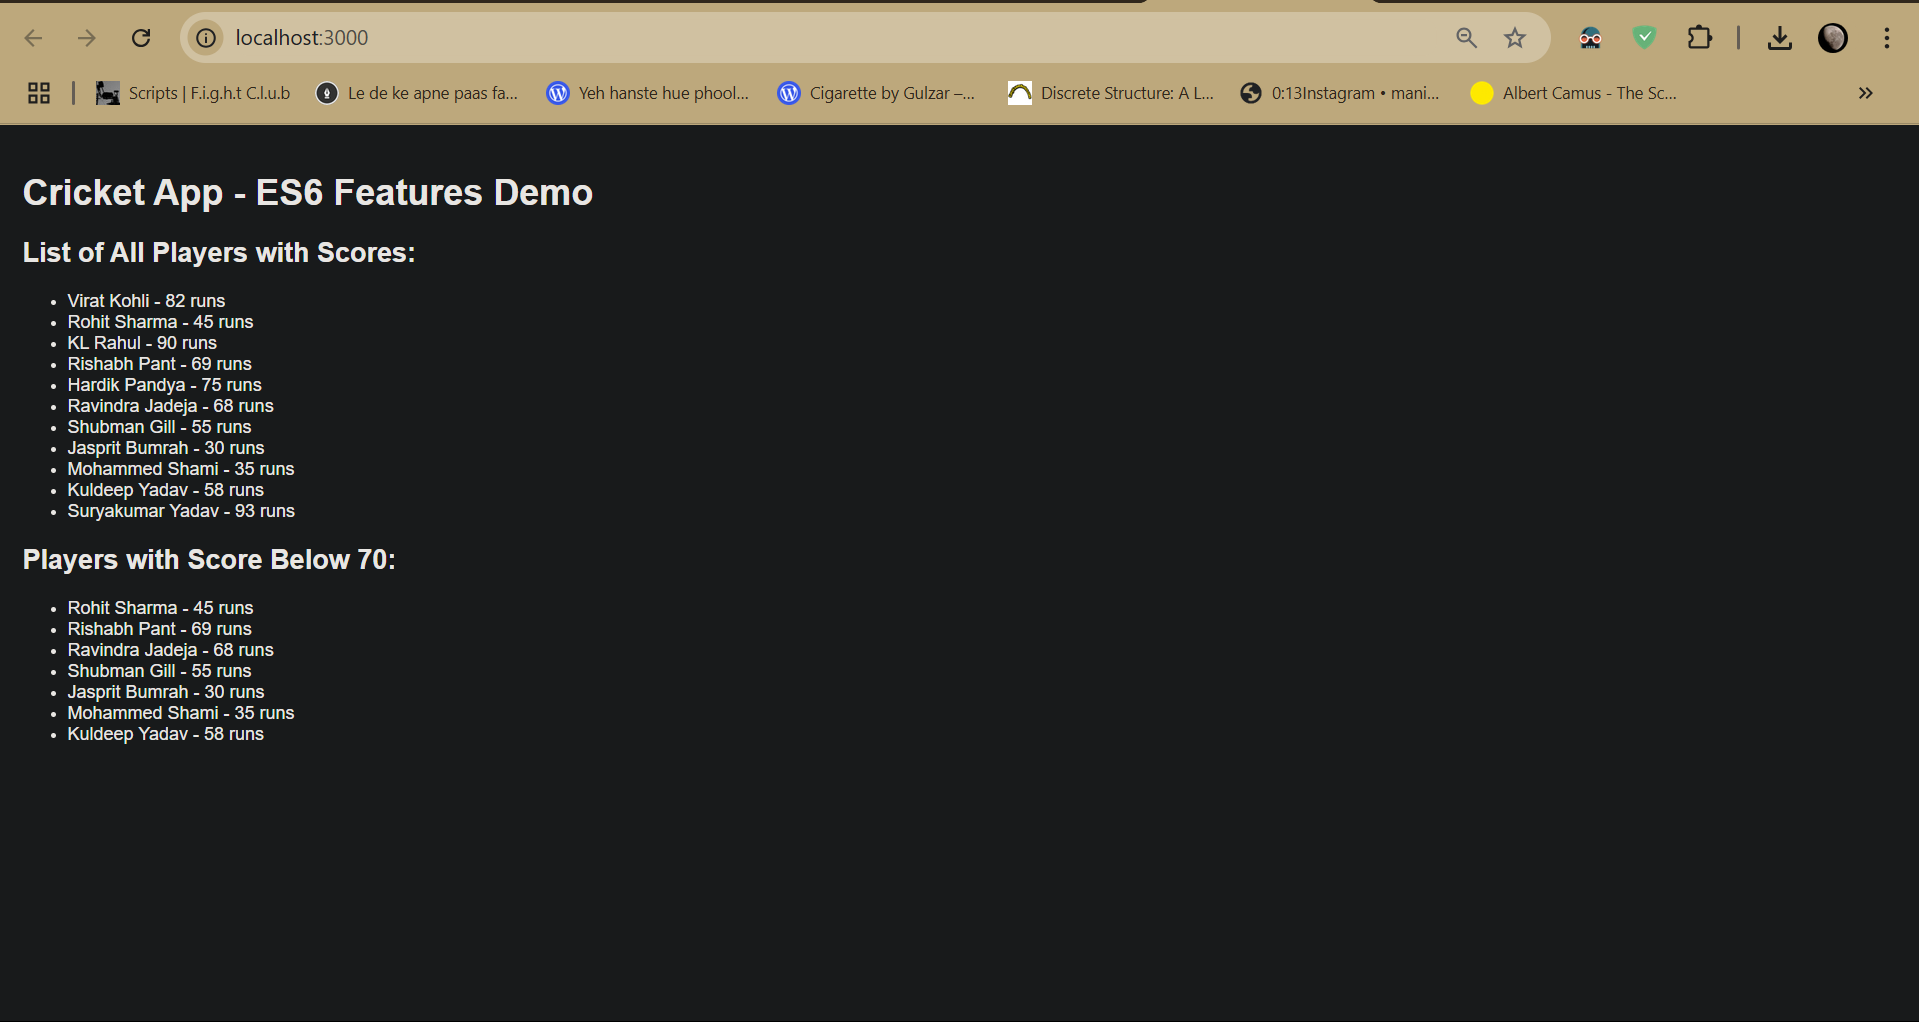 localhost:3000
Scripts | F.i.g.h.t C.l.u.b
Le de ke apne paas fa...
Yeh hanste hue phool...
Cigarette by Gulzar –...
Discrete Structure: A L...
0:13Instagram • mani...
Albert Camus - The Sc...
Cricket App - ES6 Features Demo
List of All Players with Scores:
Virat Kohli - 82 runs
Rohit Sharma - 45 runs
KL Rahul - 90 runs
Rishabh Pant - 69 runs
Hardik Pandya - 75 runs
Ravindra Jadeja - 68 runs
Shubman Gill - 55 runs
Jasprit Bumrah - 30 runs
Mohammed Shami - 35 runs
Kuldeep Yadav - 58 runs
Suryakumar Yadav - 93 runs
Players with Score Below 70:
Rohit Sharma - 45 runs
Rishabh Pant - 69 runs
Ravindra Jadeja - 68 runs
Shubman Gill - 55 runs
Jasprit Bumrah - 30 runs
Mohammed Shami - 35 runs
Kuldeep Yadav - 58 runs